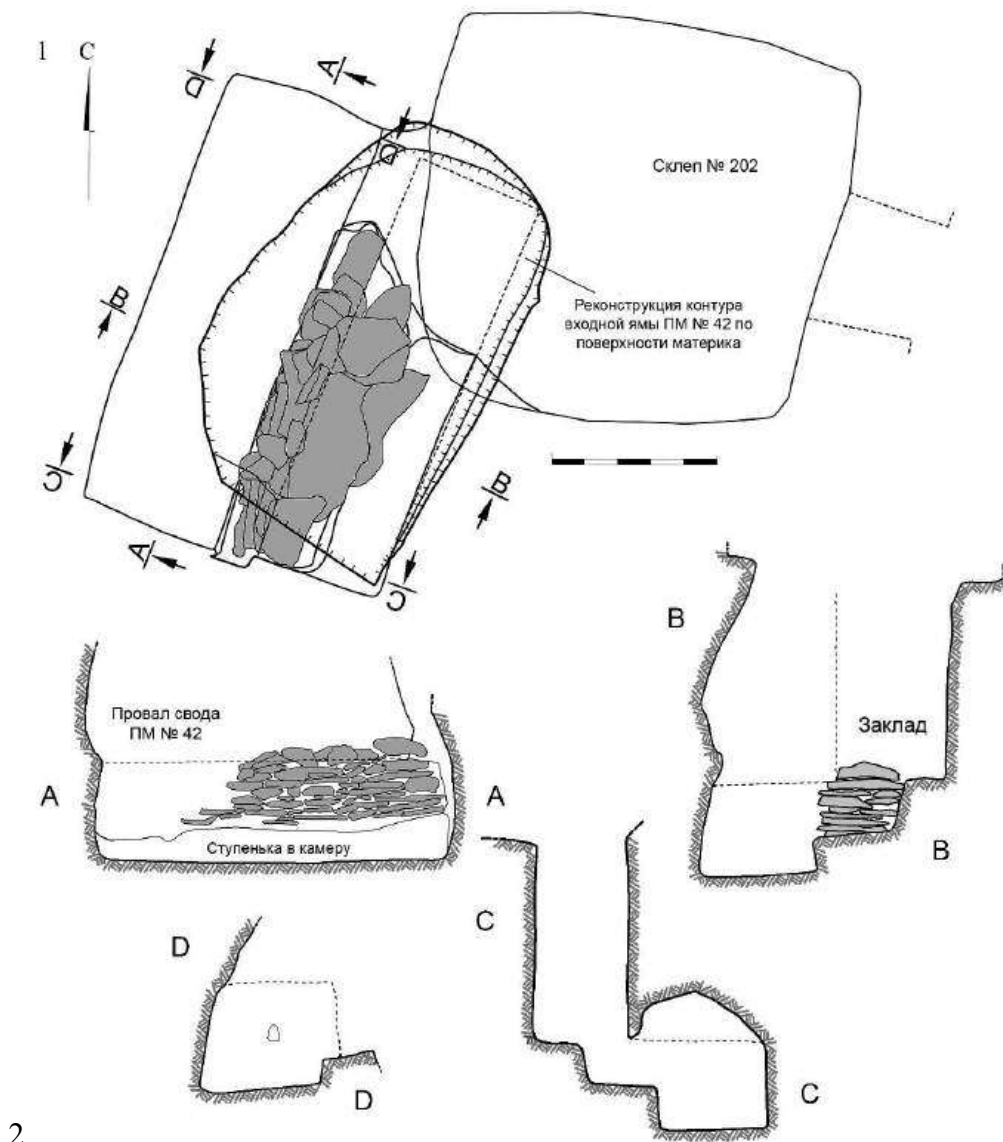 1 С
D
A
D
Склеп № 202
B
Реконструкция контура
входной ямы ПМ № 42 по
поверхности материка
C
B
A
C
B
Провал свода
ПМ № 42
Заклад
A
A
Ступенька в камеру
B
C
D
C
D
2